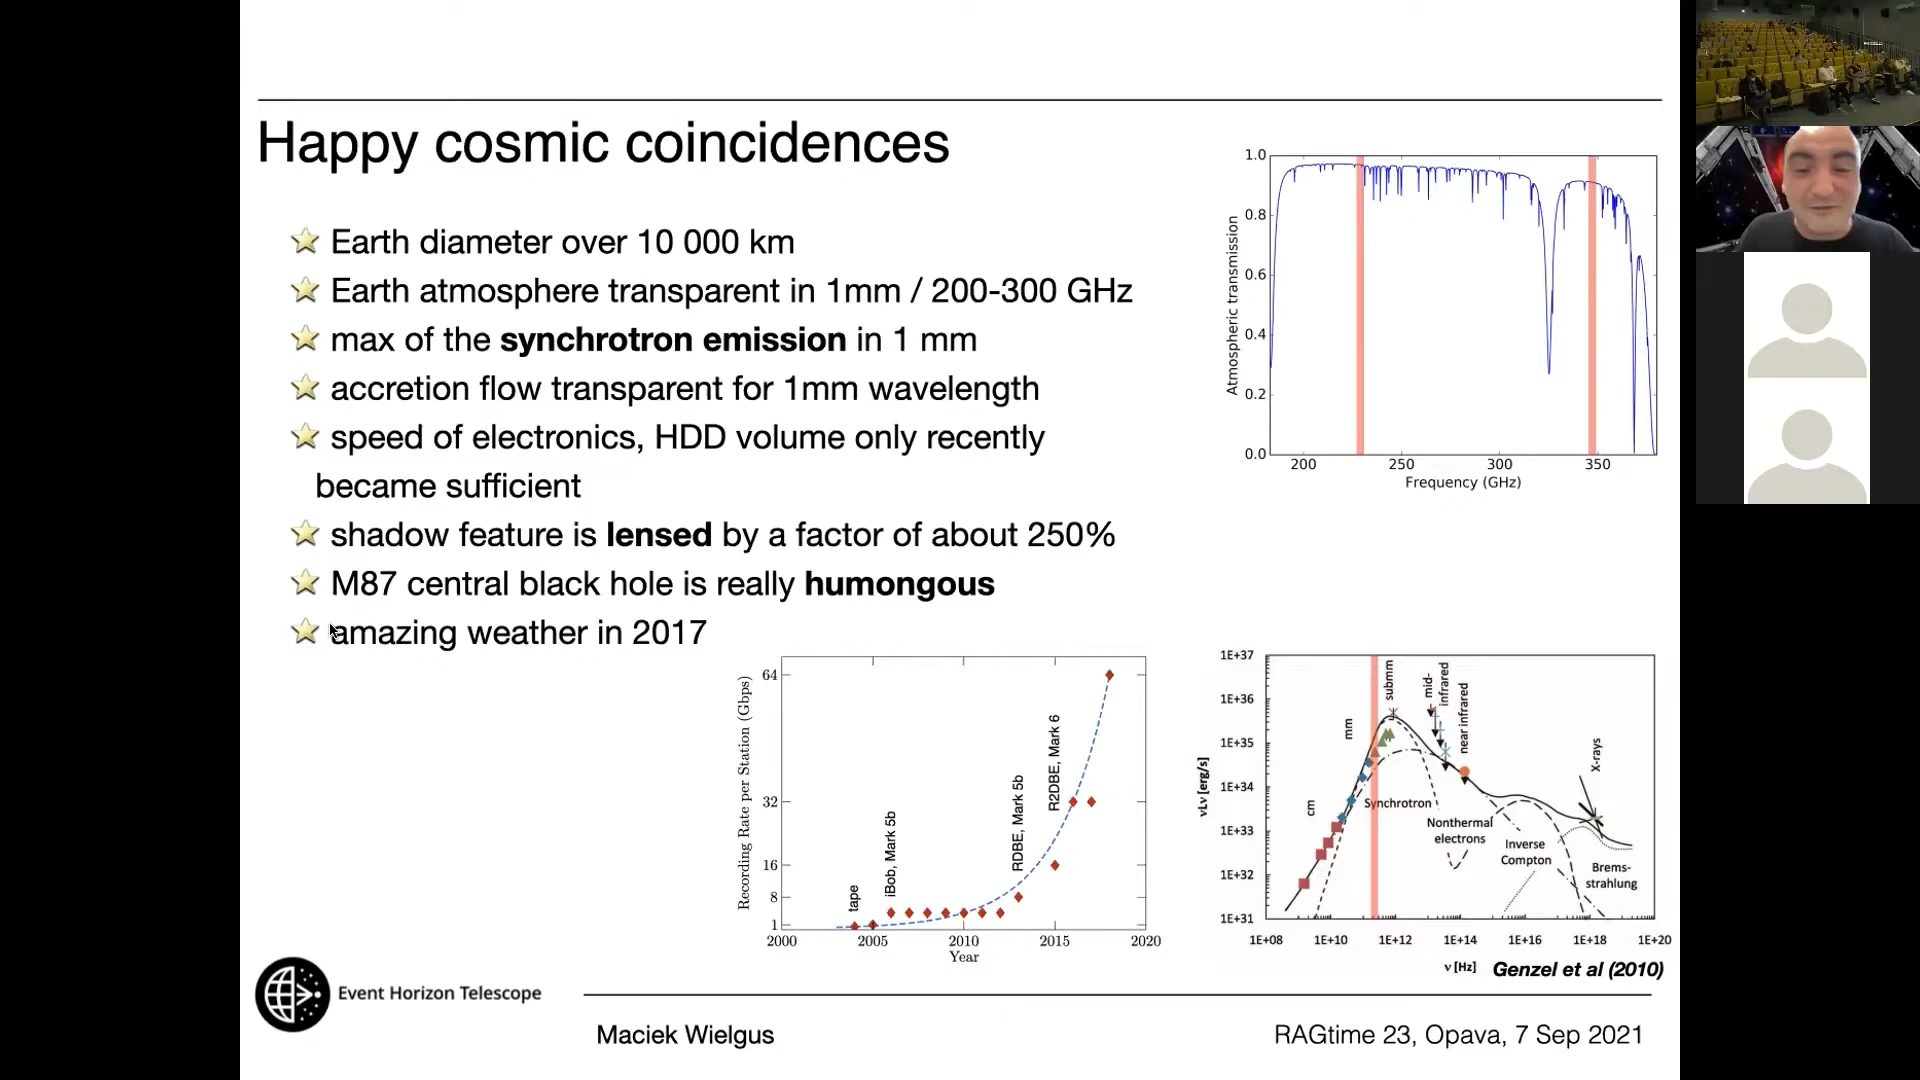 Happy cosmic coincidences
Earth diameter over 10 000 km
Earth atmosphere transparent in 1mm / 200-300 GHz
max of the synchrotron emission in 1 mm
accretion flow transparent for 1mm wavelength
speed of electronics, HDD volume only recently
became sufficient
shadow feature is lensed by a factor of about 250%
M87 central black hole is really humongous
amazing weather in 2017
1.0
0.8
0.6
0.4
0.2
0.0
Atmospheric transmission
200 250 300 350
Frequency (GHz)
64
32
16
8
1
Recording Rate per Station (Gbps)
tape
iBob, Mark 5b
RDBE, Mark 5b
R2DBE, Mark 6
2000 2005 2010 2015 2020
Year
1E+37
1E+36
1E+35
1E+34
1E+33
1E+32
1E+31
νLν [erg/s]
cm
mm
submm
mid-
infrared
near infrared
X-rays
Synchrotron
Nonthermal
electrons
Inverse
Compton
Brems-
strahlung
1E+08 1E+10 1E+12 1E+14 1E+16 1E+18 1E+20
ν [Hz]
Genzel et al (2010)
Event Horizon Telescope
Maciek Wielgus
RAGtime 23, Opava, 7 Sep 2021